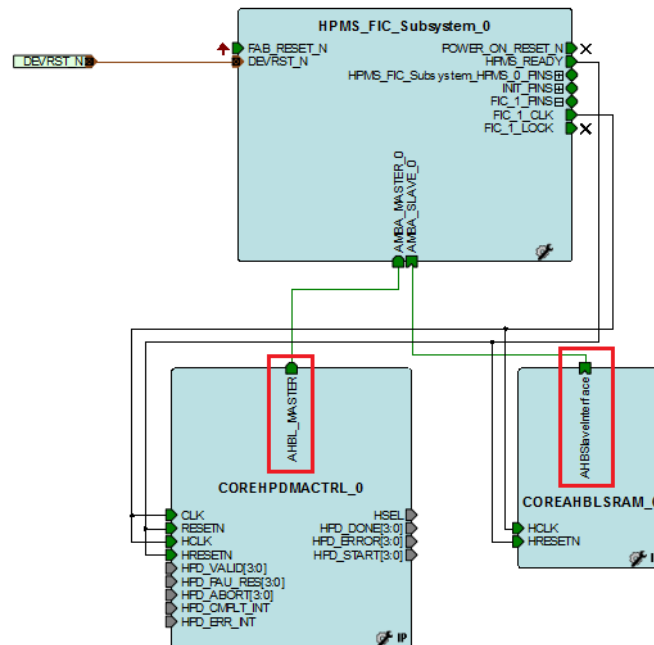 HPMS_FIC_Subsystem_0
FAB_RESET_N
DEVRST_N
DEVRST_N
POWER_ON_RESET_N
HPMS_READY
HPMS_FIC_Subsystem_HPMS_0_PINS
INIT_PINS
FIC_1_PINS
FIC_1_CLK
FIC_1_LOCK
AMBA_MASTER_0
AMBA_SLAVE_0
AHBL_MASTER
COREHPDMACTRL_0
CLK
RESETN
HCLK
HRESETN
HPD_VALID[3:0]
HPD_PAU_RES[3:0]
HPD_ABORT[3:0]
HPD_CMPLT_INT
HPD_ERR_INT
HSEL
HPD_DONE[3:0]
HPD_ERROR[3:0]
HPD_START[3:0]
IP
AHBSlaveInterface
COREAHBLSRAM_0
HCLK
HRESETN